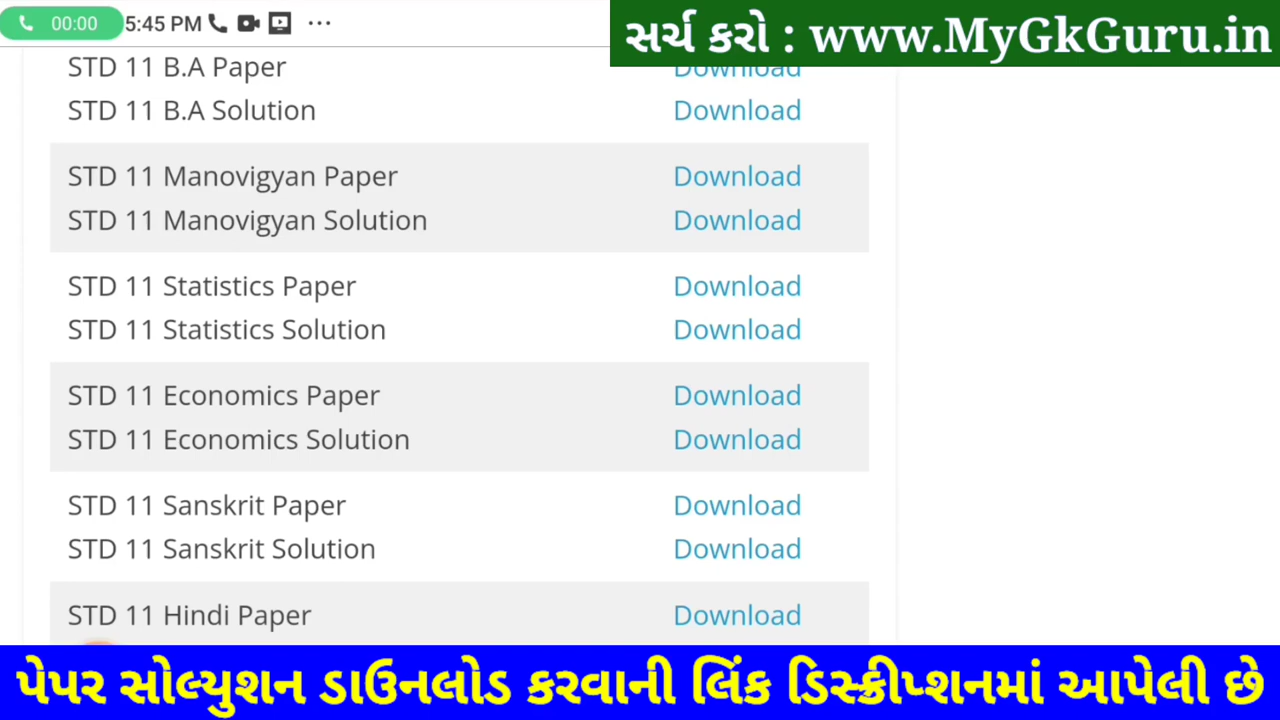 00:00 5:45 PM ...
સર્ચ કરો : www.MyGkGuru.in
STD 11 B.A Paper Download
STD 11 B.A Solution Download
STD 11 Manovigyan Paper Download
STD 11 Manovigyan Solution Download
STD 11 Statistics Paper Download
STD 11 Statistics Solution Download
STD 11 Economics Paper Download
STD 11 Economics Solution Download
STD 11 Sanskrit Paper Download
STD 11 Sanskrit Solution Download
STD 11 Hindi Paper Download
પેપર સોલ્યુશન ડાઉનલોડ કરવાની લિંક ડિસ્ક્રીપ્શનમાં આપેલી છે